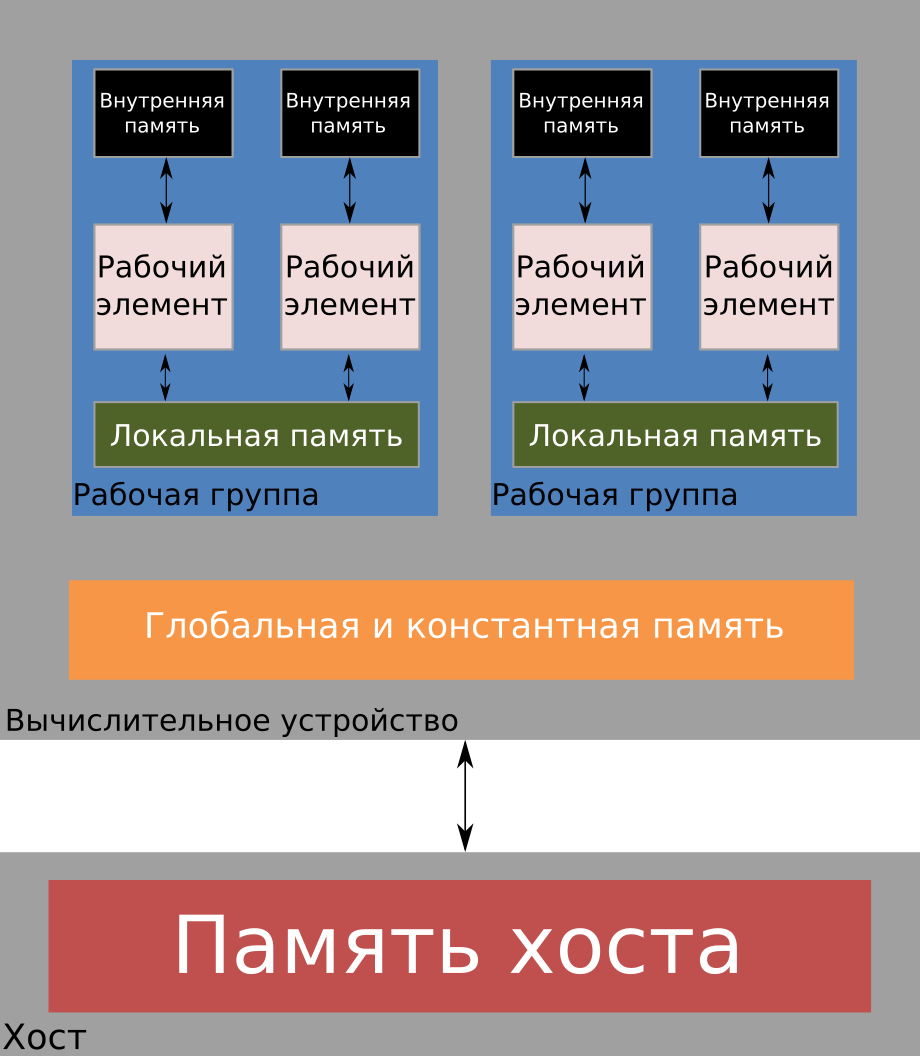 Внутренняя
память
Внутренняя
память
Внутренняя
память
Внутренняя
память
Рабочий
элемент
Рабочий
элемент
Рабочий
элемент
Рабочий
элемент
Локальная память
Локальная память
Рабочая группа
Рабочая группа
Глобальная и константная память
Вычислительное устройство
Память хоста
Хост